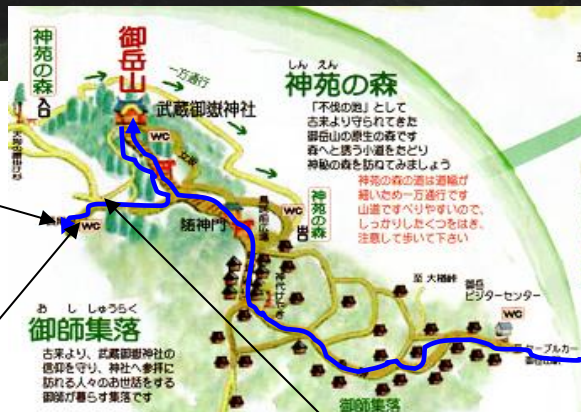 神苑の森
入口
御岳山
一方通行
武蔵御嶽神社
WC
しん えん
神苑の森
「不伐の地」として
古来より守られてきた
御岳山の原生の森です
森へと誘う小道をたどり
神秘の森を訪ねてみましょう
神苑の森の道は道幅が
細いため一方通行です
山道ですべりやすいので、
しっかりしたくつをはき、
注意して歩いて下さい
女坂
WC
神苑の森
出口
WC
随神門
至 大楢峠
御岳
ビジターセンター
WC
ケーブルカー
御岳山駅
お し しゅうらく
御師集落
古来より、武蔵御嶽神社の
信仰を守り、神社へ参拝に
訪れる人々のお世話をする
御師が暮らす集落です
御師集落